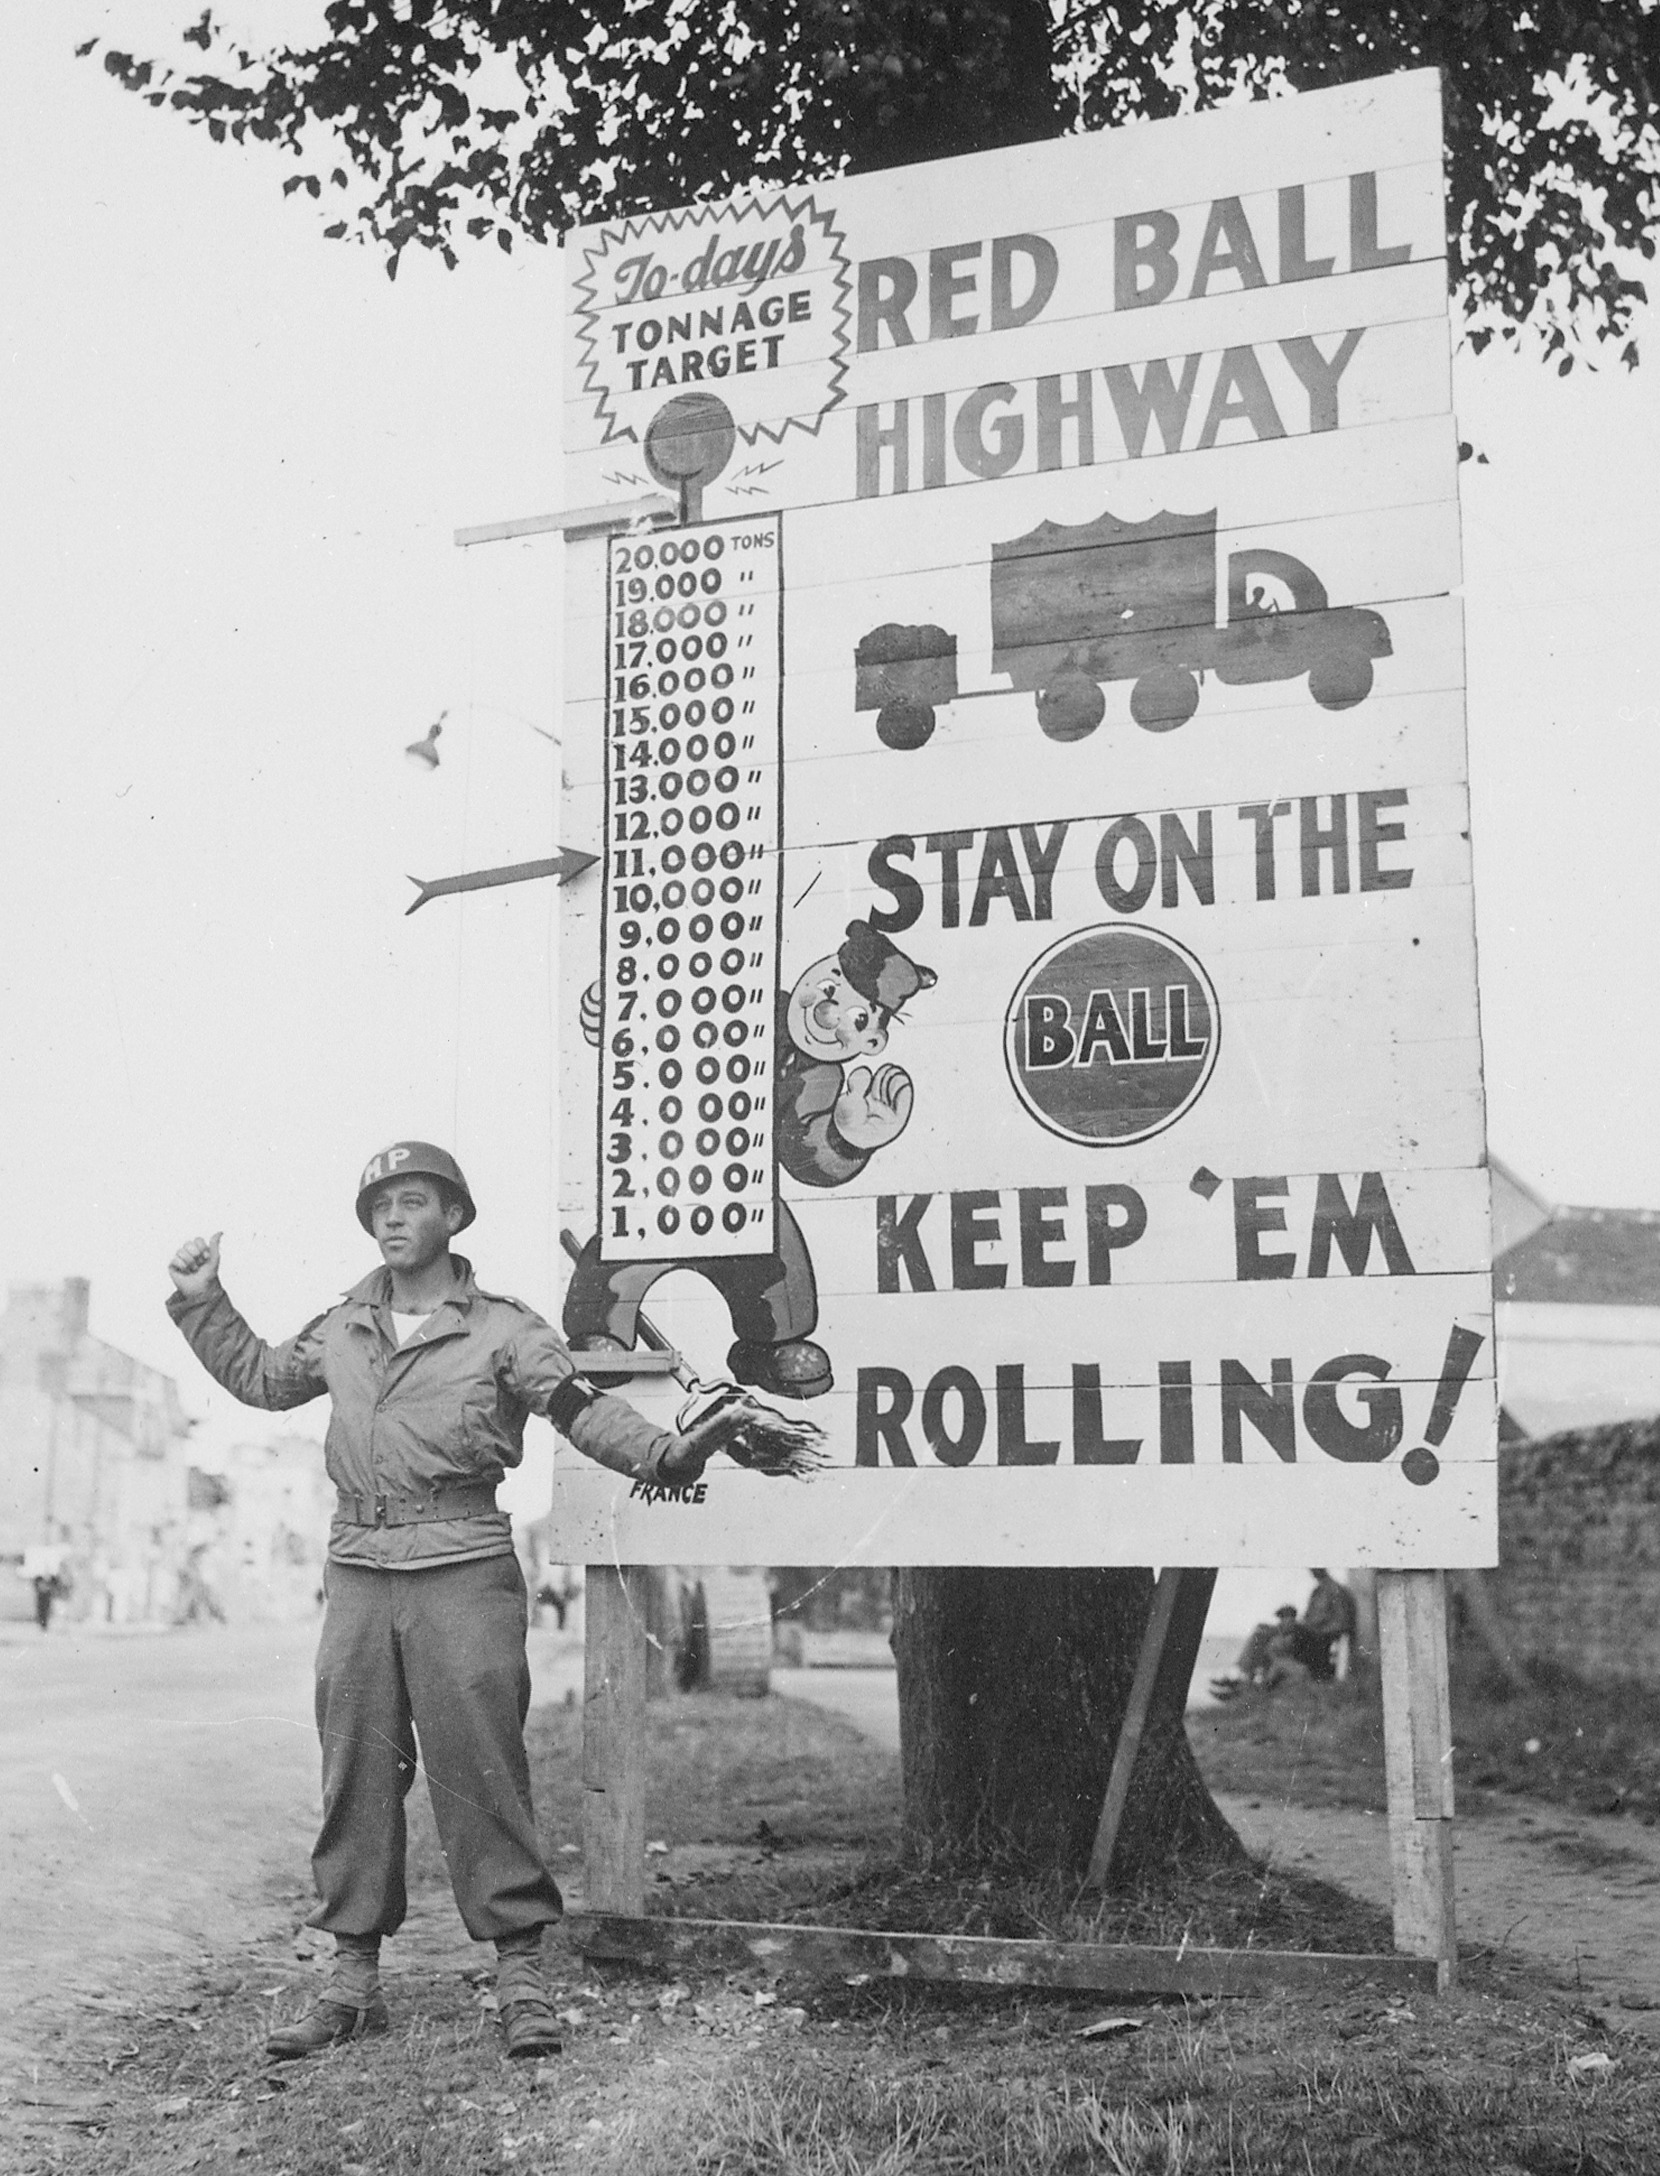 To-days
TONNAGE
TARGET
RED BALL
HIGHWAY
20,000 TONS
19,000 "
18,000 "
17,000 "
16,000 "
15,000 "
14,000 "
13,000 "
12,000 "
11,000 "
10,000 "
9,000 "
8,000 "
7,000 "
6,000 "
5,000 "
4,000 "
3,000 "
2,000 "
1,000 "
STAY ON THE
BALL
KEEP 'EM
ROLLING!
FRANCE
MP